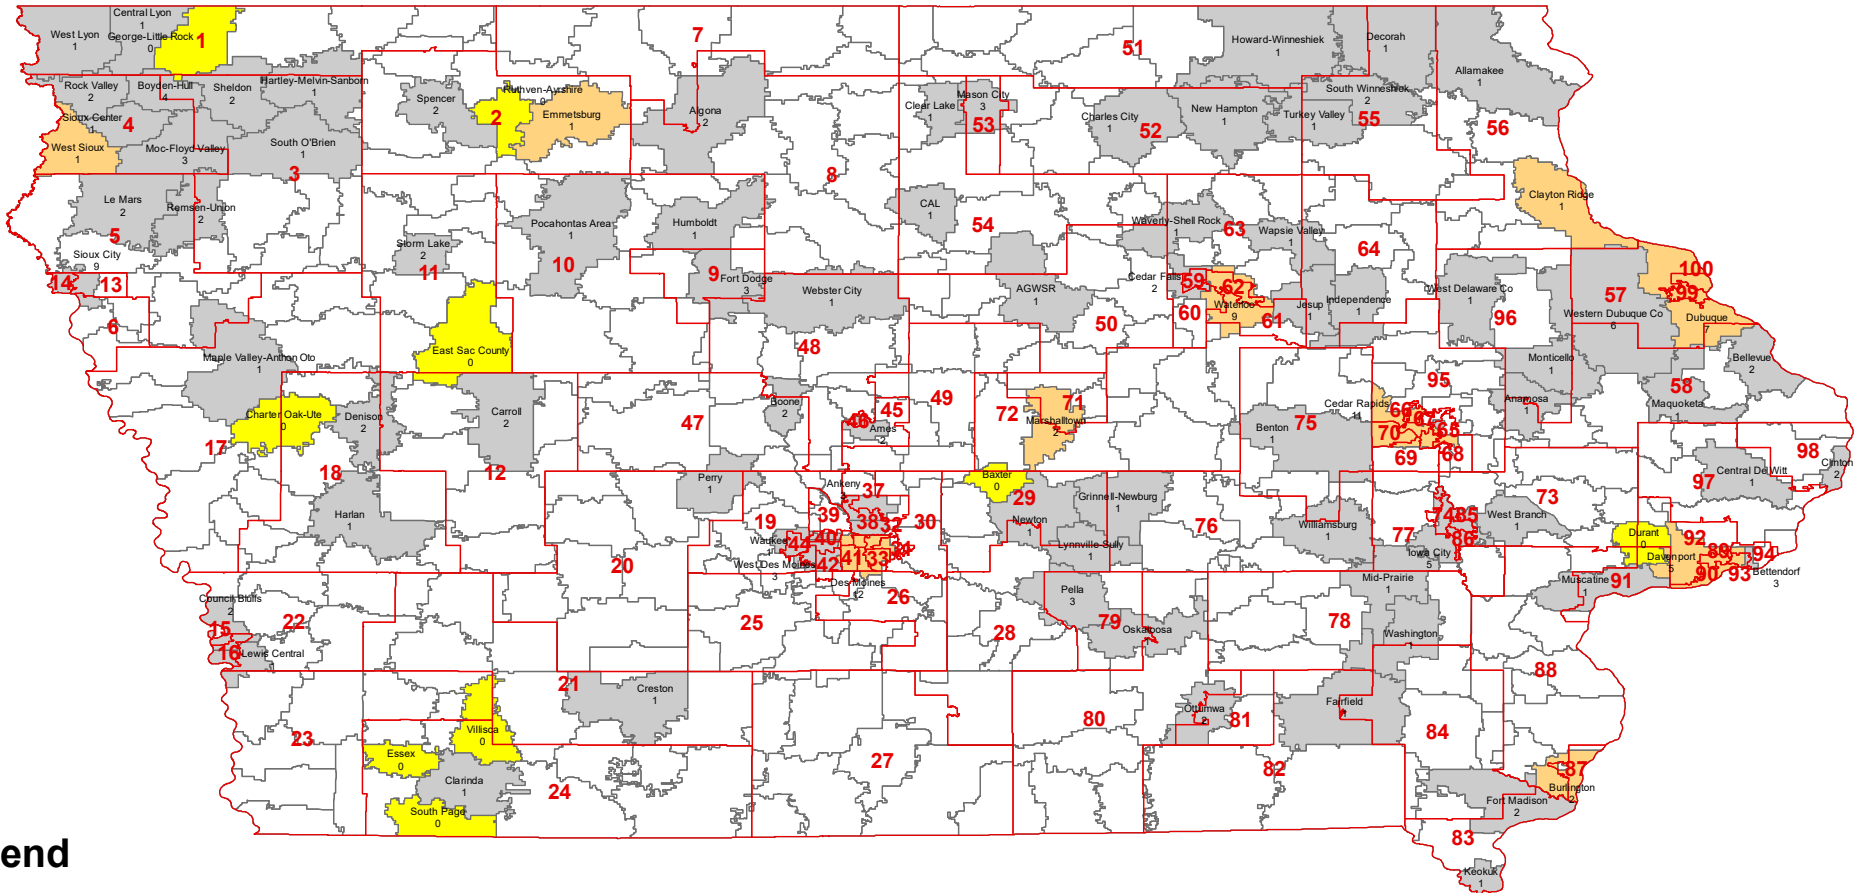 Central Lyon
1
West Lyon
1
George-Little Rock
0
1
7
51
Howard-Winneshiek
1
Decorah
1
Allamakee
1
Rock Valley
2
Boyden-Hull
4
Sheldon
2
Hartley-Melvin-Sanborn
1
Spencer
2
Ruthven-Ayrshire
0
2
Emmetsburg
1
Algona
2
Clear Lake
1
Mason City
3
53
Charles City
1
52
New Hampton
1
Turkey Valley
1
South Winneshiek
2
55
56
Sioux Center
4
West Sioux
1
Moc-Floyd Valley
3
South O'Brien
1
3
8
Le Mars
2
Remsen-Union
2
5
Sioux City
9
14
13
6
Storm Lake
2
11
Pocahontas Area
1
10
Humboldt
1
9
Fort Dodge
3
Webster City
1
CAL
1
54
AGWSR
1
50
Waverly-Shell Rock
1
63
Wapsie Valley
1
64
Cedar Falls
2
59
62
Waterloo
9
60
61
Jesup
1
Independence
1
West Delaware Co
1
96
Clayton Ridge
1
57
Western Dubuque Co
6
100
99
Dubuque
7
Bellevue
2
58
Maquoketa
1
Monticello
1
Anamosa
1
95
Maple Valley-Anthon Oto
1
East Sac County
0
48
Charter Oak-Ute
0
Denison
2
17
18
Carroll
2
12
47
Boone
2
46
45
Ames
2
49
72
71
Marshalltown
2
Benton
1
75
Cedar Rapids
11
66
67
65
70
69
68
98
Clinton
2
Central De Witt
1
97
73
Harlan
1
Perry
1
Ankeny
37
19
39
38
32
30
Baxter
0
29
Newton
1
Grinnell-Newburg
1
Lynnville-Sully
1
76
Williamsburg
1
77
74
85
86
Iowa City
5
West Branch
1
Durant
0
Davenport
5
92
89
94
90
93
Bettendorf
3
Muscatine
1
91
Waukee
1
44
40
West Des Moines
3
42
41
33
Des Moines
12
20
26
25
28
Council Bluffs
2
15
22
16
Lewis Central
Pella
3
79
Oskaloosa
Mid-Prairie
1
78
Washington
1
88
21
Creston
1
23
Villisca
0
Essex
0
Clarinda
1
South Page
0
24
27
80
Ottumwa
2
81
Fairfield
84
82
87
Burlington
2
Fort Madison
2
83
Keokuk
1
end